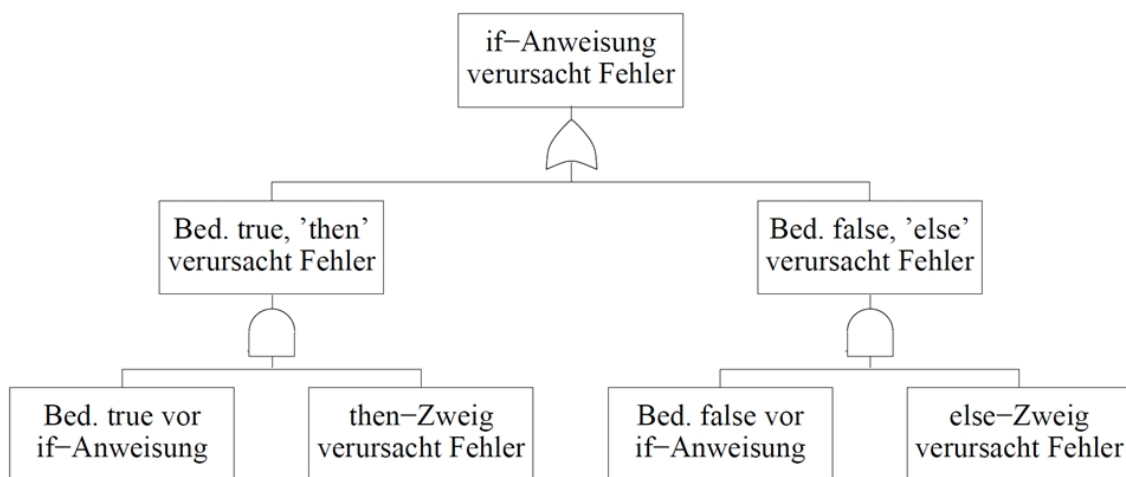 if−Anweisung
verursacht Fehler
Bed. true, ’then’
verursacht Fehler
Bed. false, ’else’
verursacht Fehler
Bed. true vor
if−Anweisung
then−Zweig
verursacht Fehler
Bed. false vor
if−Anweisung
else−Zweig
verursacht Fehler